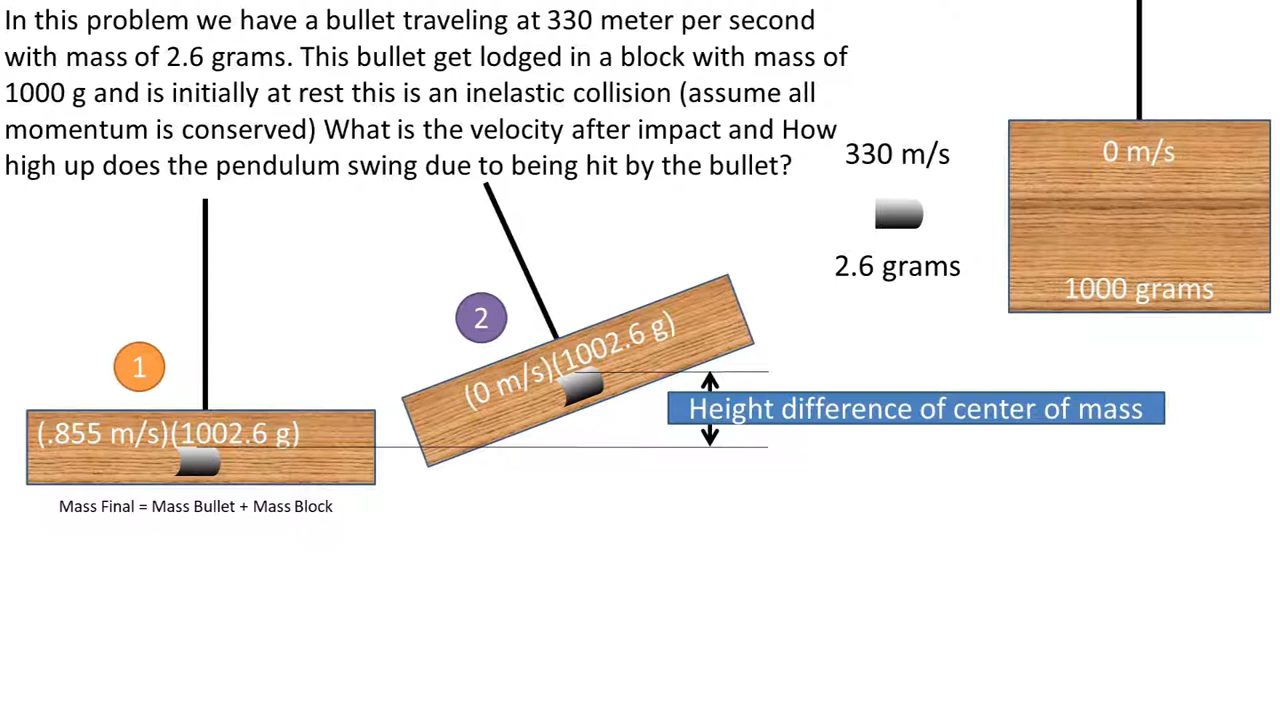 In this problem we have a bullet traveling at 330 meter per second
with mass of 2.6 grams. This bullet get lodged in a block with mass of
1000 g and is initially at rest this is an inelastic collision (assume all
momentum is conserved) What is the velocity after impact and How
high up does the pendulum swing due to being hit by the bullet?
330 m/s
0 m/s
2.6 grams
1000 grams
2
(0 m/s)(1002.6 g)
1
Height difference of center of mass
(.855 m/s)(1002.6 g)
Mass Final = Mass Bullet + Mass Block